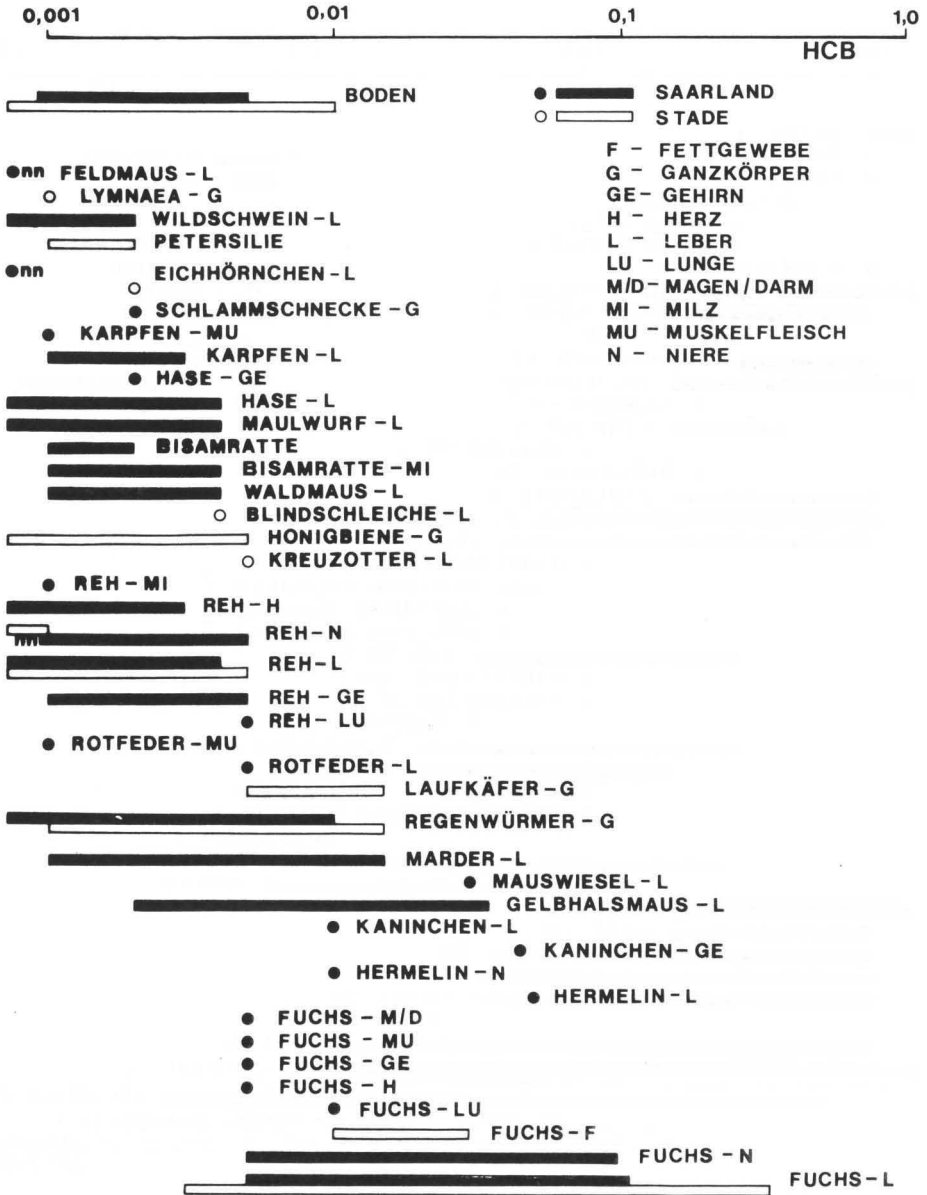 0,001 0,01 0,1 1,0
HCB
BODEN
SAARLAND
STADE
F – FETTGEWEBE
G – GANZKÖRPER
GE – GEHIRN
H – HERZ
L – LEBER
LU – LUNGE
M/D – MAGEN / DARM
MI – MILZ
MU – MUSKELFLEISCH
N – NIERE
nn FELDMAUS – L
LYMNAEA – G
WILDSCHWEIN – L
PETERSILIE
nn EICHHÖRNCHEN – L
SCHLAMMSCHNECKE – G
KARPFEN – MU
KARPFEN – L
HASE – GE
HASE – L
MAULWURF – L
BISAMRATTE
BISAMRATTE – MI
WALDMAUS – L
BLINDSCHLEICHE – L
HONIGBIENE – G
KREUZOTTER – L
REH – MI
REH – H
REH – N
REH – L
REH – GE
REH – LU
ROTFEDER – MU
ROTFEDER – L
LAUFKÄFER – G
REGENWÜRMER – G
MARDER – L
MAUSWIESEL – L
GELBHALSMAUS – L
KANINCHEN – L
KANINCHEN – GE
HERMELIN – N
HERMELIN – L
FUCHS – M/D
FUCHS – MU
FUCHS – GE
FUCHS – H
FUCHS – LU
FUCHS – F
FUCHS – N
FUCHS – L